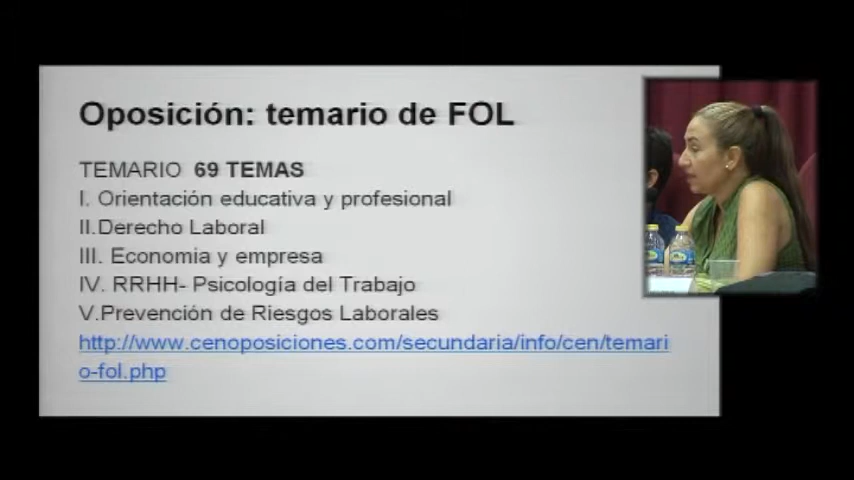 Oposición: temario de FOL
TEMARIO 69 TEMAS
I. Orientación educativa y profesional
II.Derecho Laboral
III. Economia y empresa
IV. RRHH- Psicología del Trabajo
V.Prevención de Riesgos Laborales
http://www.cenoposiciones.com/secundaria/info/cen/temari
o-fol.php